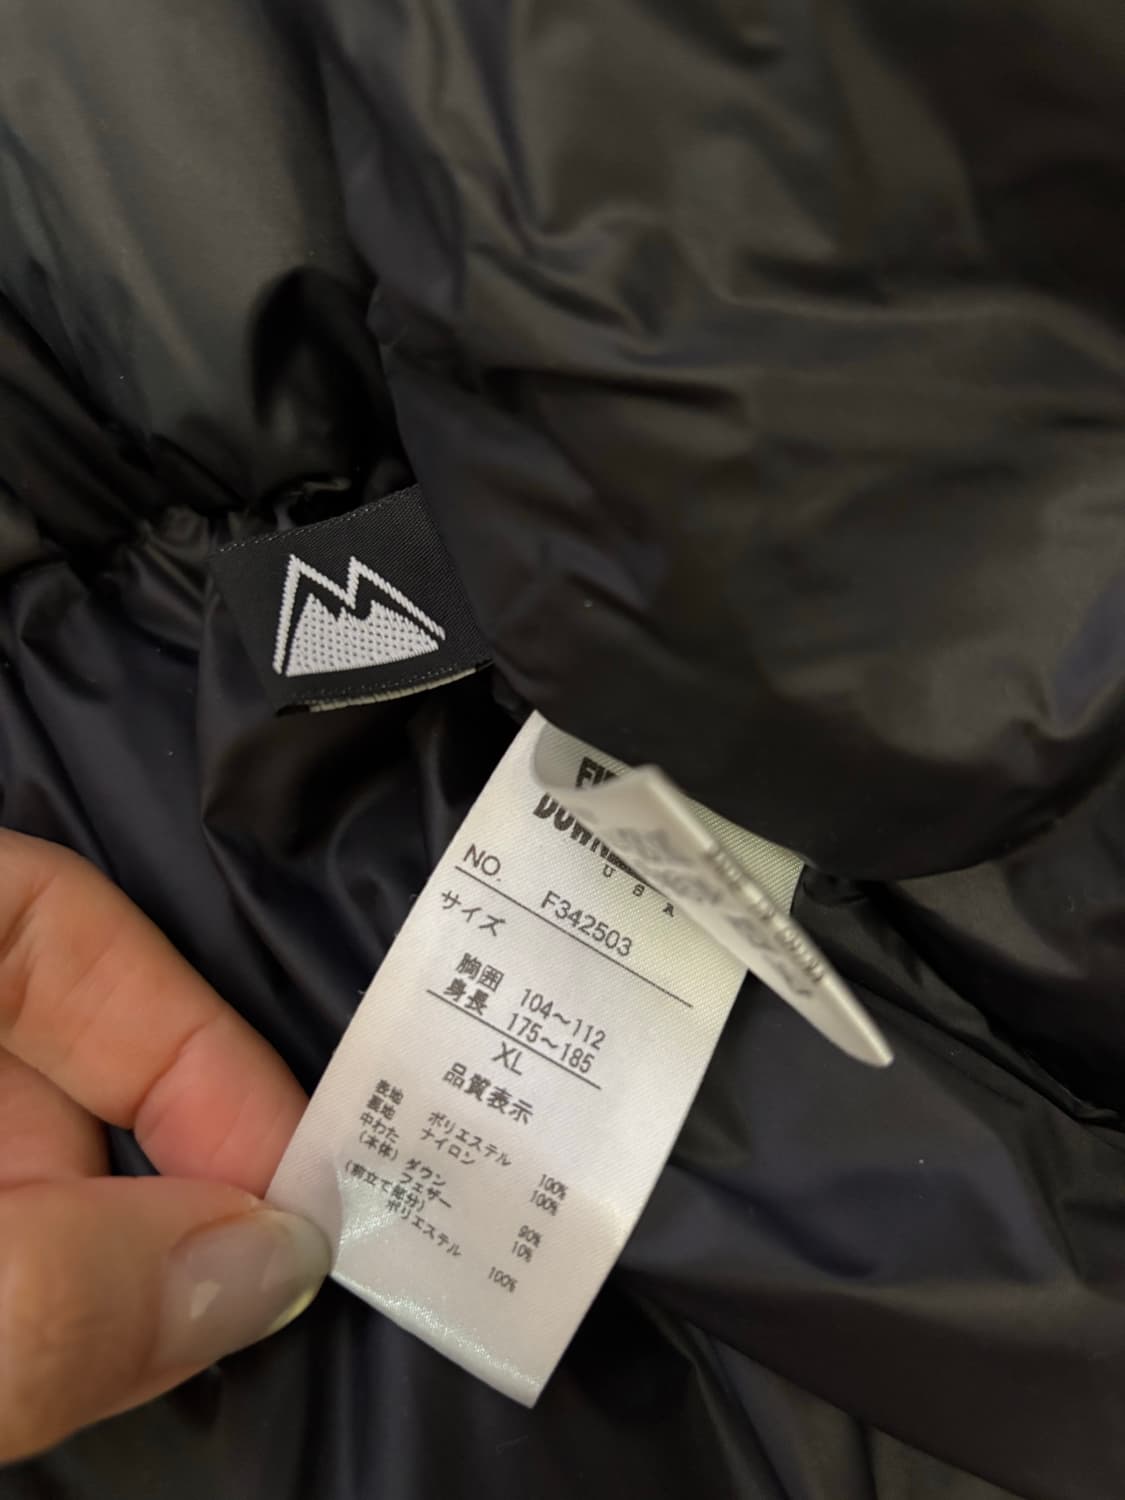 NO. F342503
サイズ
胸囲 104～112
身長 175～185
XL
品質表示
表地 ポリエステル 100%
裏地 ナイロン 100%
中わた
(本体) ダウン 90%
フェザー 10%
(前立て部分)
ポリエステル 100%
U S A